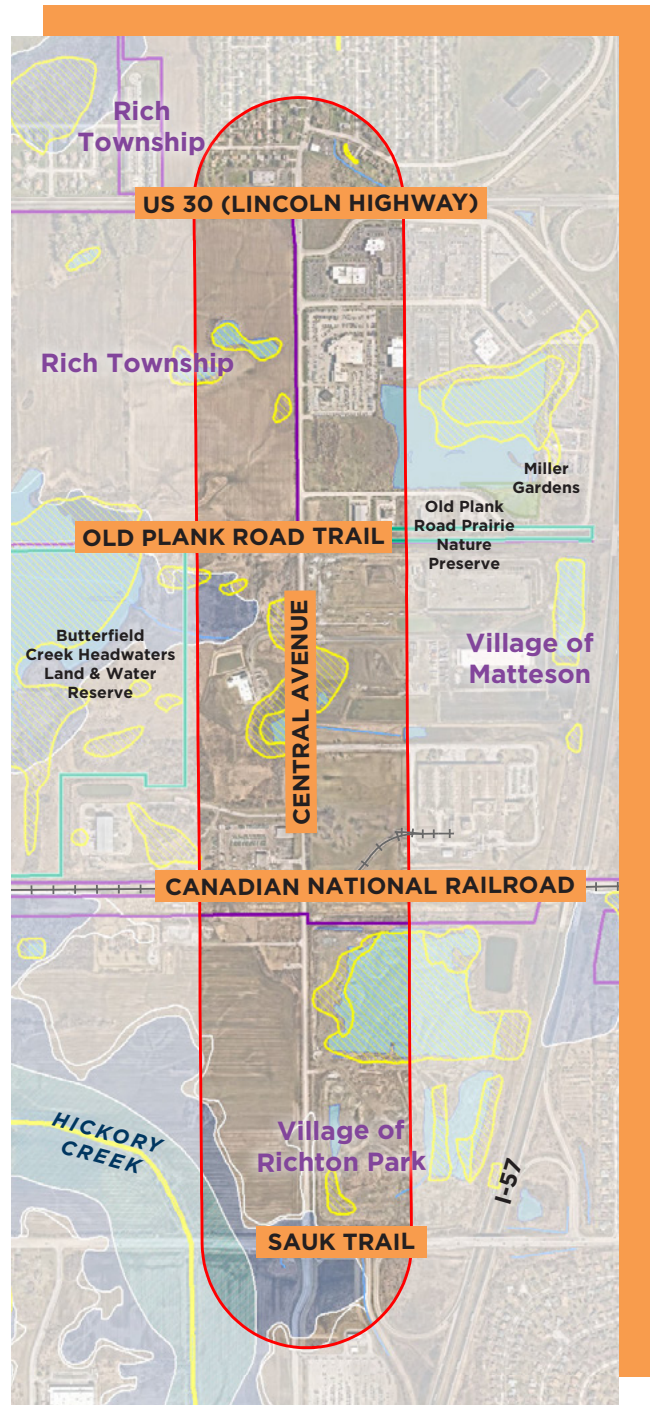 Rich
Township
US 30 (LINCOLN HIGHWAY)
Rich Township
Miller
Gardens
Old Plank
Road Prairie
Nature
Preserve
OLD PLANK ROAD TRAIL
Butterfield
Creek Headwaters
Land & Water
Reserve
CENTRAL AVENUE
Village of
Matteson
CANADIAN NATIONAL RAILROAD
HICKORY
CREEK
Village of
Richton Park
I-57
SAUK TRAIL